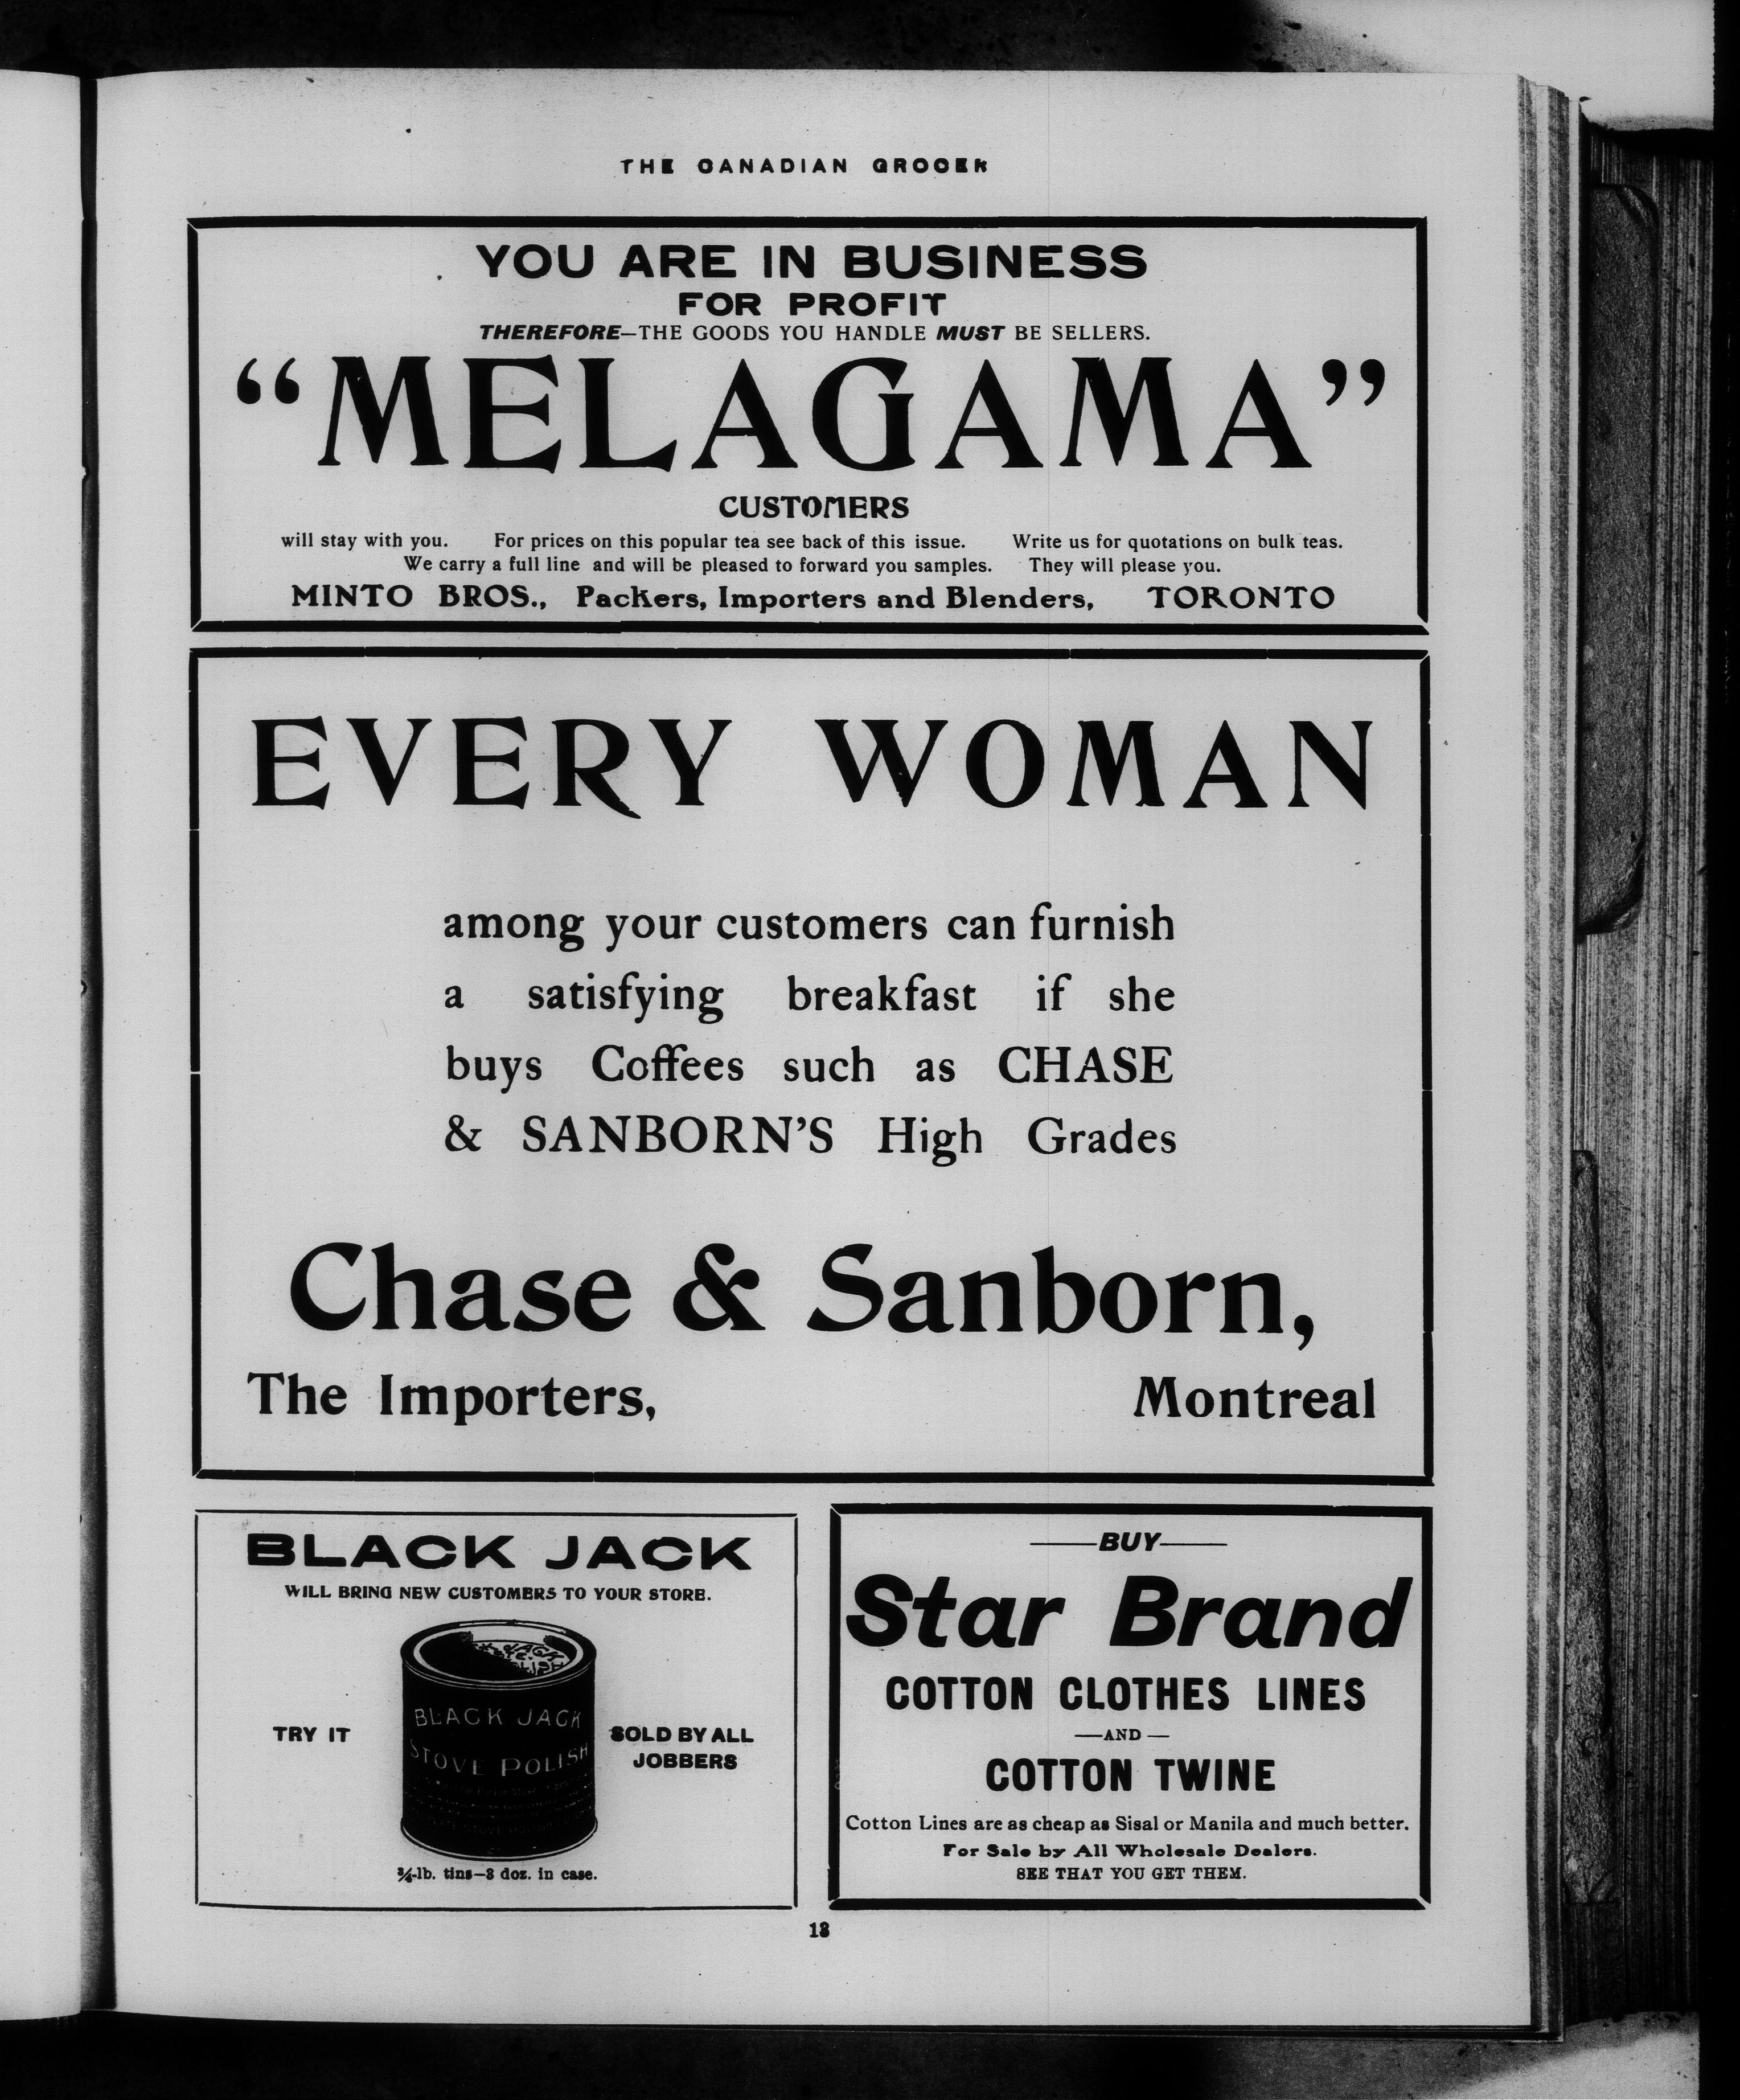 THE CANADIAN GROCER
YOU ARE IN BUSINESS
FOR PROFIT
THEREFORE—THE GOODS YOU HANDLE MUST BE SELLERS.
“MELAGAMA”
CUSTOMERS
will stay with you. For prices on this popular tea see back of this issue. Write us for quotations on bulk teas.
We carry a full line and will be pleased to forward you samples. They will please you.
MINTO BROS., Packers, Importers and Blenders, TORONTO
EVERY WOMAN
among your customers can furnish
a satisfying breakfast if she
buys Coffees such as CHASE
& SANBORN’S High Grades
Chase & Sanborn,
The Importers, Montreal
BLACK JACK
WILL BRING NEW CUSTOMERS TO YOUR STORE.
TRY IT
BLACK JACK
STOVE POLISH
SOLD BY ALL
JOBBERS
¾-lb. tins—3 doz. in case.
—BUY—
Star Brand
COTTON CLOTHES LINES
—AND—
COTTON TWINE
Cotton Lines are as cheap as Sisal or Manila and much better.
For Sale by All Wholesale Dealers.
SEE THAT YOU GET THEM.